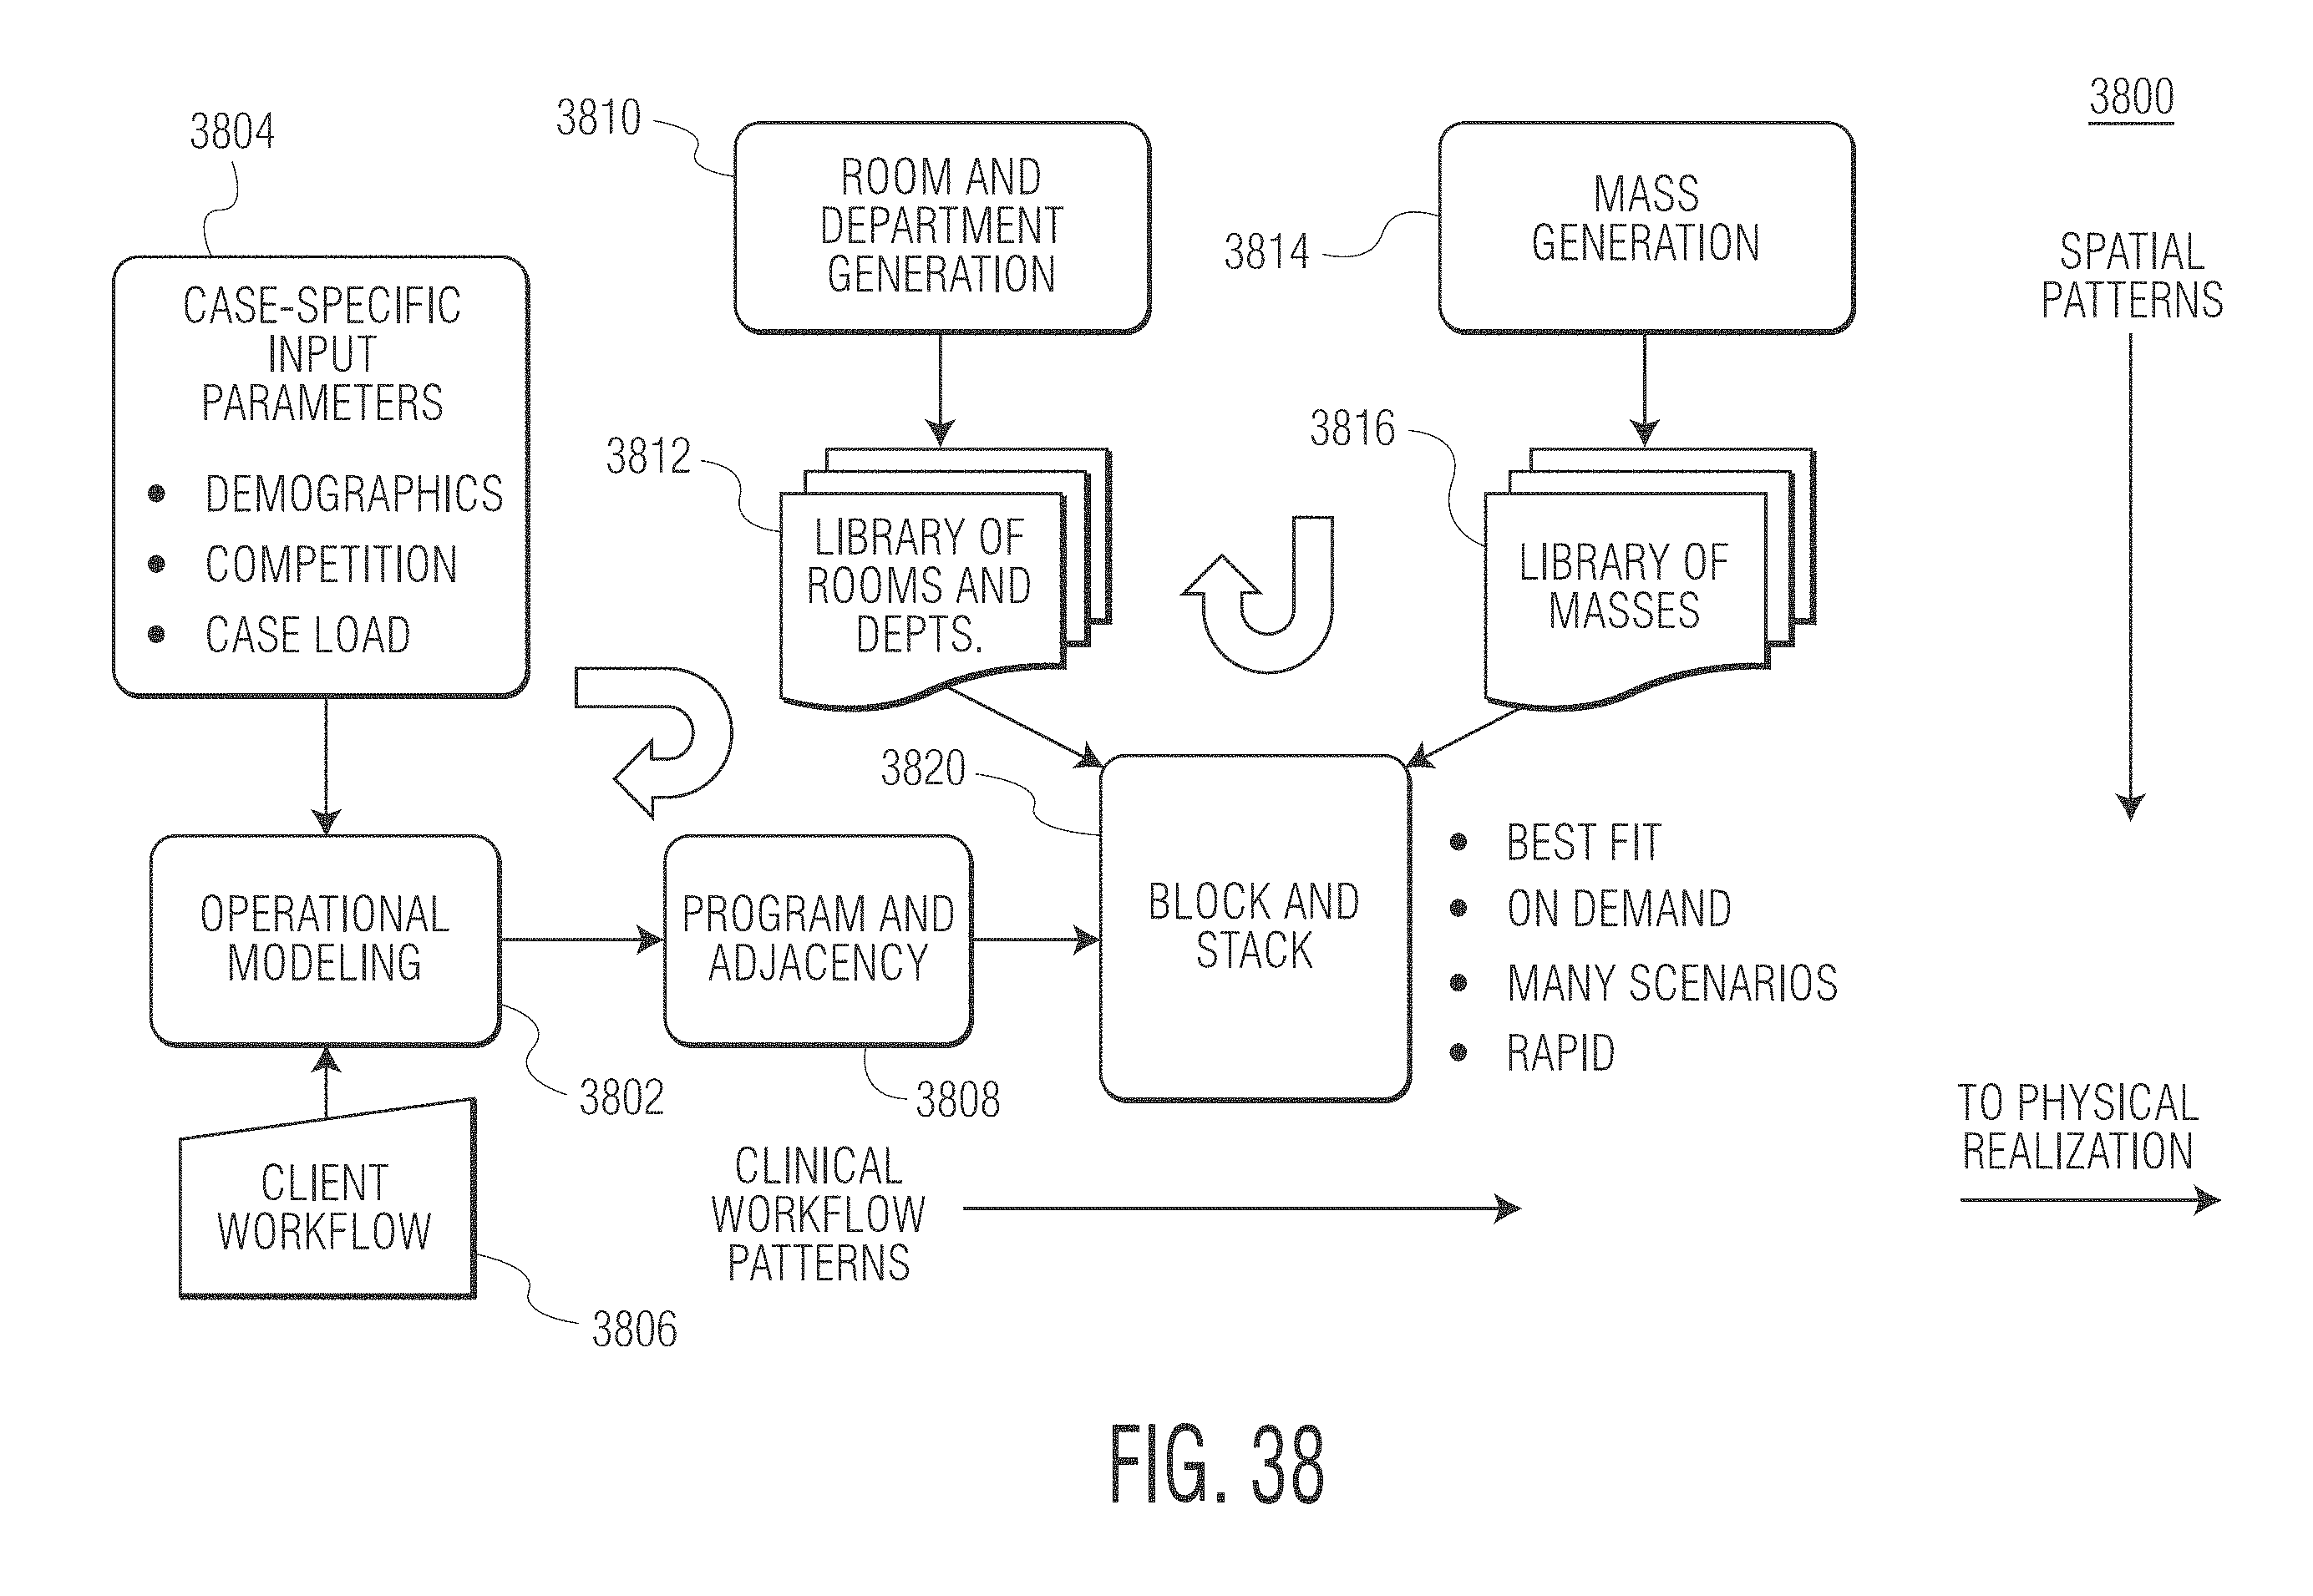 3800
3804
3810
ROOM AND
DEPARTMENT
GENERATION
3814
MASS
GENERATION
SPATIAL
PATTERNS
CASE-SPECIFIC
INPUT
PARAMETERS
• DEMOGRAPHICS
• COMPETITION
• CASE LOAD
3812
LIBRARY OF
ROOMS AND
DEPTS.
3816
LIBRARY OF
MASSES
3820
OPERATIONAL
MODELING
3802
PROGRAM AND
ADJACENCY
3808
BLOCK AND
STACK
• BEST FIT
• ON DEMAND
• MANY SCENARIOS
• RAPID
CLIENT
WORKFLOW
3806
CLINICAL
WORKFLOW
PATTERNS
TO PHYSICAL
REALIZATION
FIG. 38